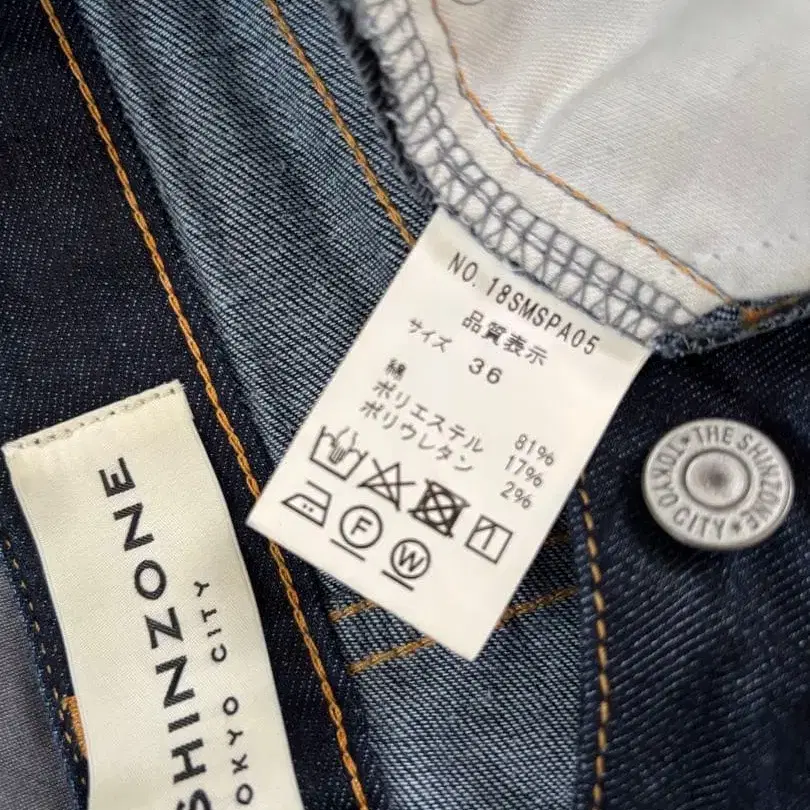 NO.18SMSPA05
品質表示
サイズ 36
綿 81%
ポリエステル 17%
ポリウレタン 2%
F
W
SHINZONE
TOKYO CITY
THE SHINZONE
TOKYO CITY